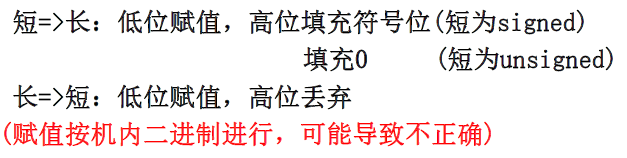 短=>长：低位赋值，高位填充符号位(短为signed)
填充0 (短为unsigned)
长=>短：低位赋值，高位丢弃
(赋值按机内二进制进行，可能导致不正确)